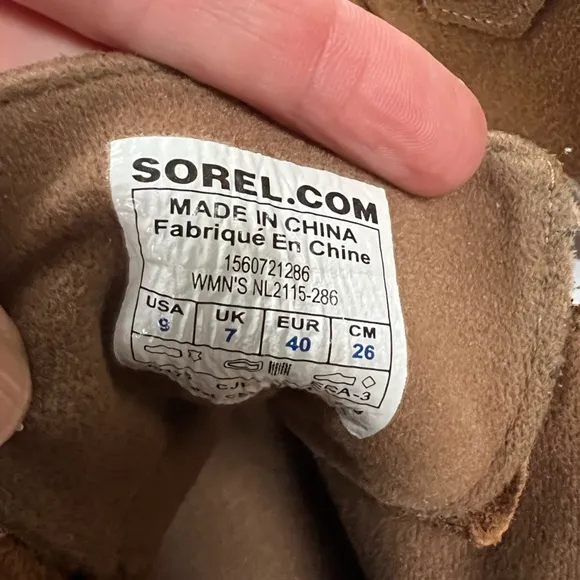 SOREL.COM
MADE IN CHINA
Fabriqué En Chine
1560721286
WMN'S NL2115-286
USA UK EUR CM
9 7 40 26